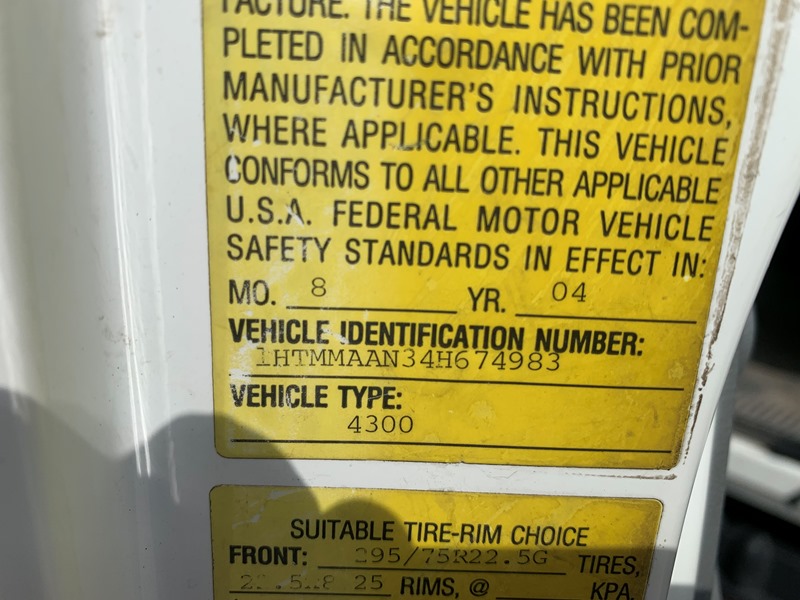 FACTURE. THE VEHICLE HAS BEEN COM-
PLETED IN ACCORDANCE WITH PRIOR
MANUFACTURER'S INSTRUCTIONS,
WHERE APPLICABLE. THIS VEHICLE
CONFORMS TO ALL OTHER APPLICABLE
U.S.A. FEDERAL MOTOR VEHICLE
SAFETY STANDARDS IN EFFECT IN:
MO. 8 YR. 04
VEHICLE IDENTIFICATION NUMBER:
1HTMMAAN34H674983
VEHICLE TYPE:
4300
SUITABLE TIRE-RIM CHOICE
FRONT: 295/75R22.5G TIRES,
25 RIMS, @ KPA